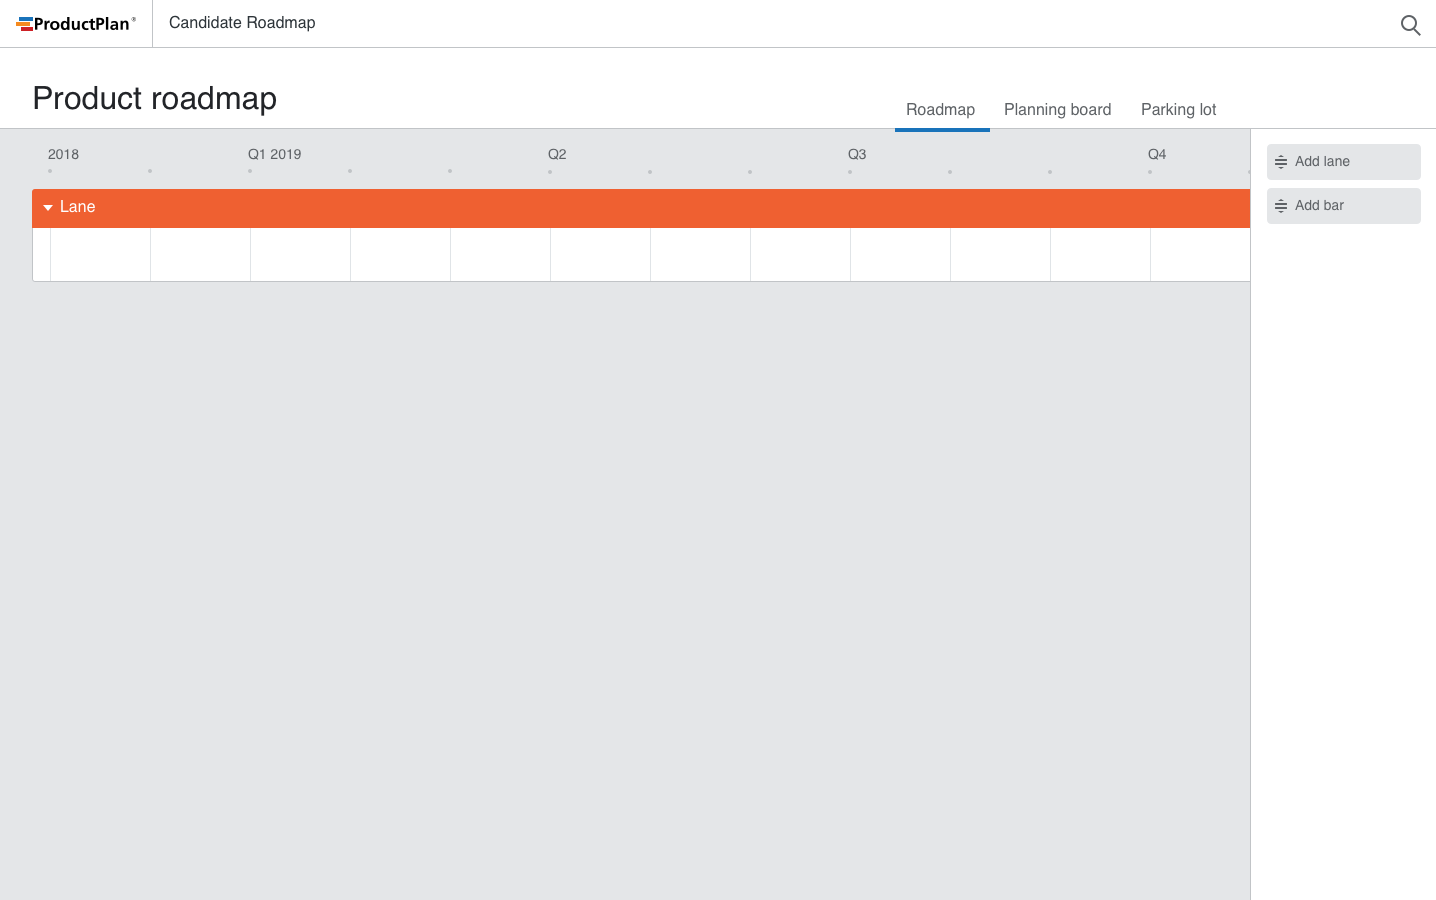 ProductPlan®
Candidate Roadmap
Product roadmap
Roadmap
Planning board
Parking lot
2018
Q1 2019
Q2
Q3
Q4
Add lane
Add bar
Lane